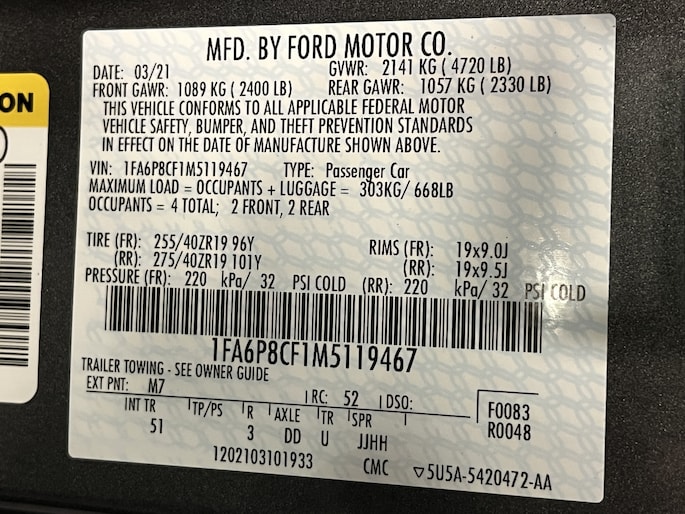 MFD. BY FORD MOTOR CO.
DATE: 03/21 GVWR: 2141 KG ( 4720 LB)
FRONT GAWR: 1089 KG ( 2400 LB) REAR GAWR: 1057 KG ( 2330 LB)
THIS VEHICLE CONFORMS TO ALL APPLICABLE FEDERAL MOTOR
VEHICLE SAFETY, BUMPER, AND THEFT PREVENTION STANDARDS
IN EFFECT ON THE DATE OF MANUFACTURE SHOWN ABOVE.
VIN: 1FA6P8CF1M5119467 TYPE: Passenger Car
MAXIMUM LOAD = OCCUPANTS + LUGGAGE = 303KG/ 668LB
OCCUPANTS = 4 TOTAL; 2 FRONT, 2 REAR
TIRE (FR): 255/40ZR19 96Y RIMS (FR): 19x9.0J
(RR): 275/40ZR19 101Y (RR): 19x9.5J
PRESSURE (FR): 220 kPa/ 32 PSI COLD (RR): 220 kPa/ 32 PSI COLD
1FA6P8CF1M5119467
TRAILER TOWING - SEE OWNER GUIDE
EXT PNT: M7 RC: 52 DSO:
F0083
R0048
INT TR TP/PS R AXLE TR SPR
51 3 DD U JJHH
1202103101933 CMC ▽5U5A-5420472-AA
ON